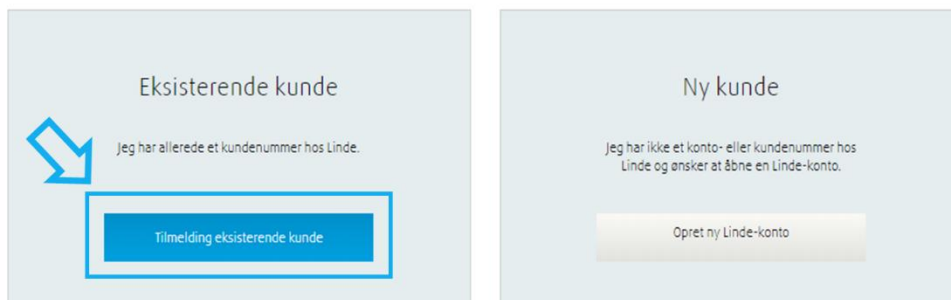 Eksisterende kunde
Jeg har allerede et kundenummer hos Linde.
Tilmelding eksisterende kunde
Ny kunde
Jeg har ikke et konto- eller kundenummer hos
Linde og ønsker at åbne en Linde-konto.
Opret ny Linde-konto